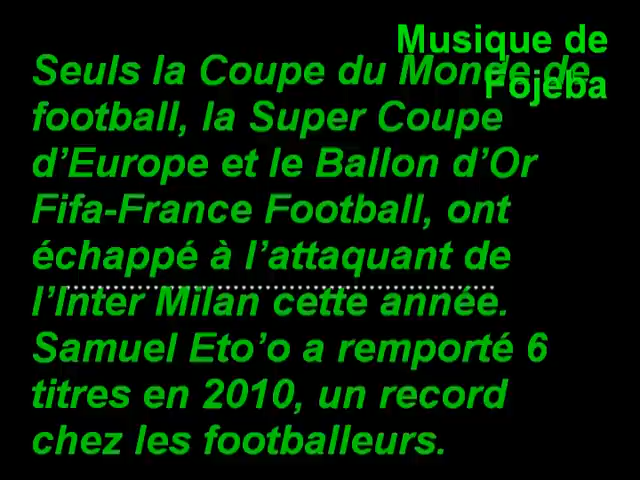 Musique de
Fojeba
Seuls la Coupe du Monde de
football, la Super Coupe
d’Europe et le Ballon d’Or
Fifa-France Football, ont
échappé à l’attaquant de
l’Inter Milan cette année.
Samuel Eto’o a remporté 6
titres en 2010, un record
chez les footballeurs.